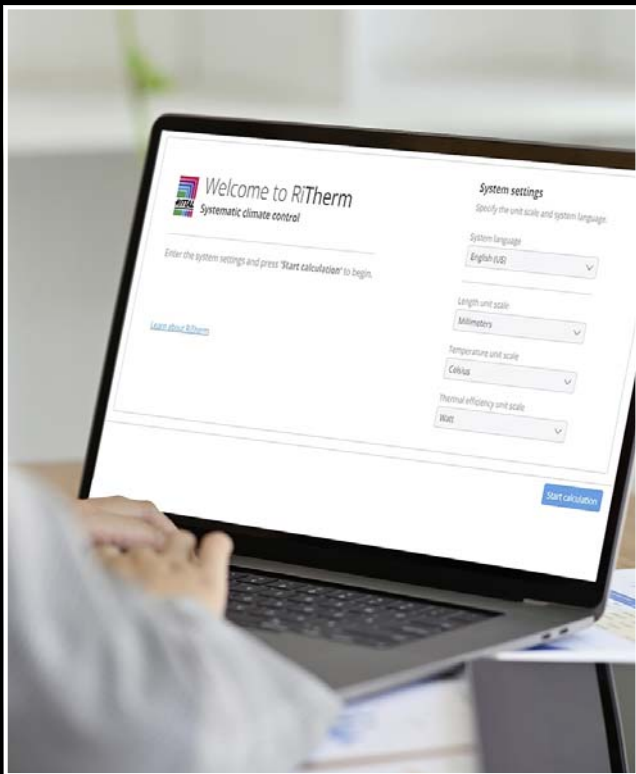 Welcome to RiTherm
Systematic climate control
Enter the system settings and press "Start calculation" to begin.
Learn about RiTherm
System settings
Specify the unit scale and system language.
System language
English (US)
Length unit scale
Millimeters
Temperature unit scale
Celsius
Thermal efficiency unit scale
Watt
Start calculation